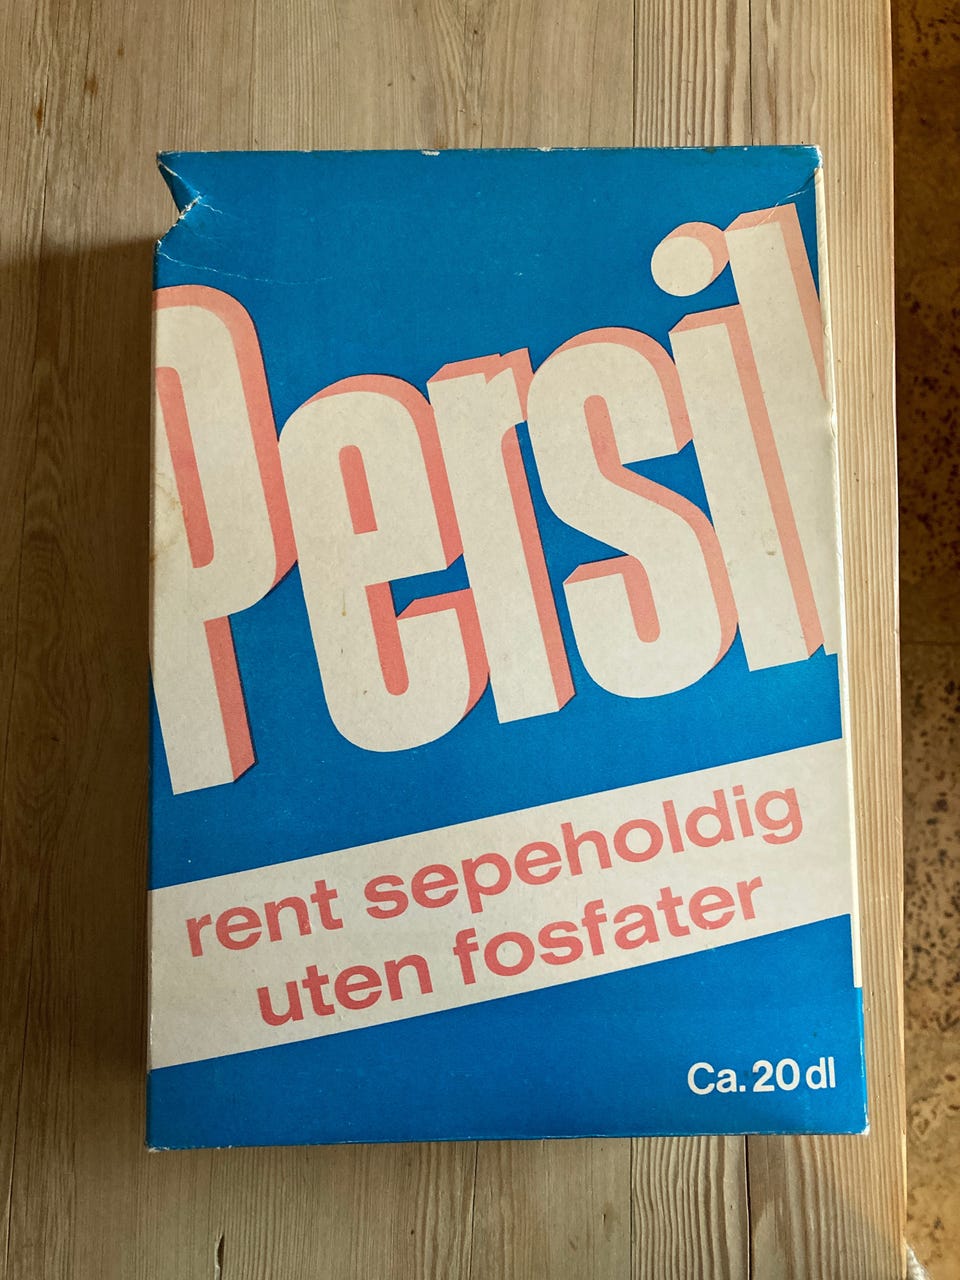 Persil
rent sepeholdig
uten fosfater
Ca. 20 dl